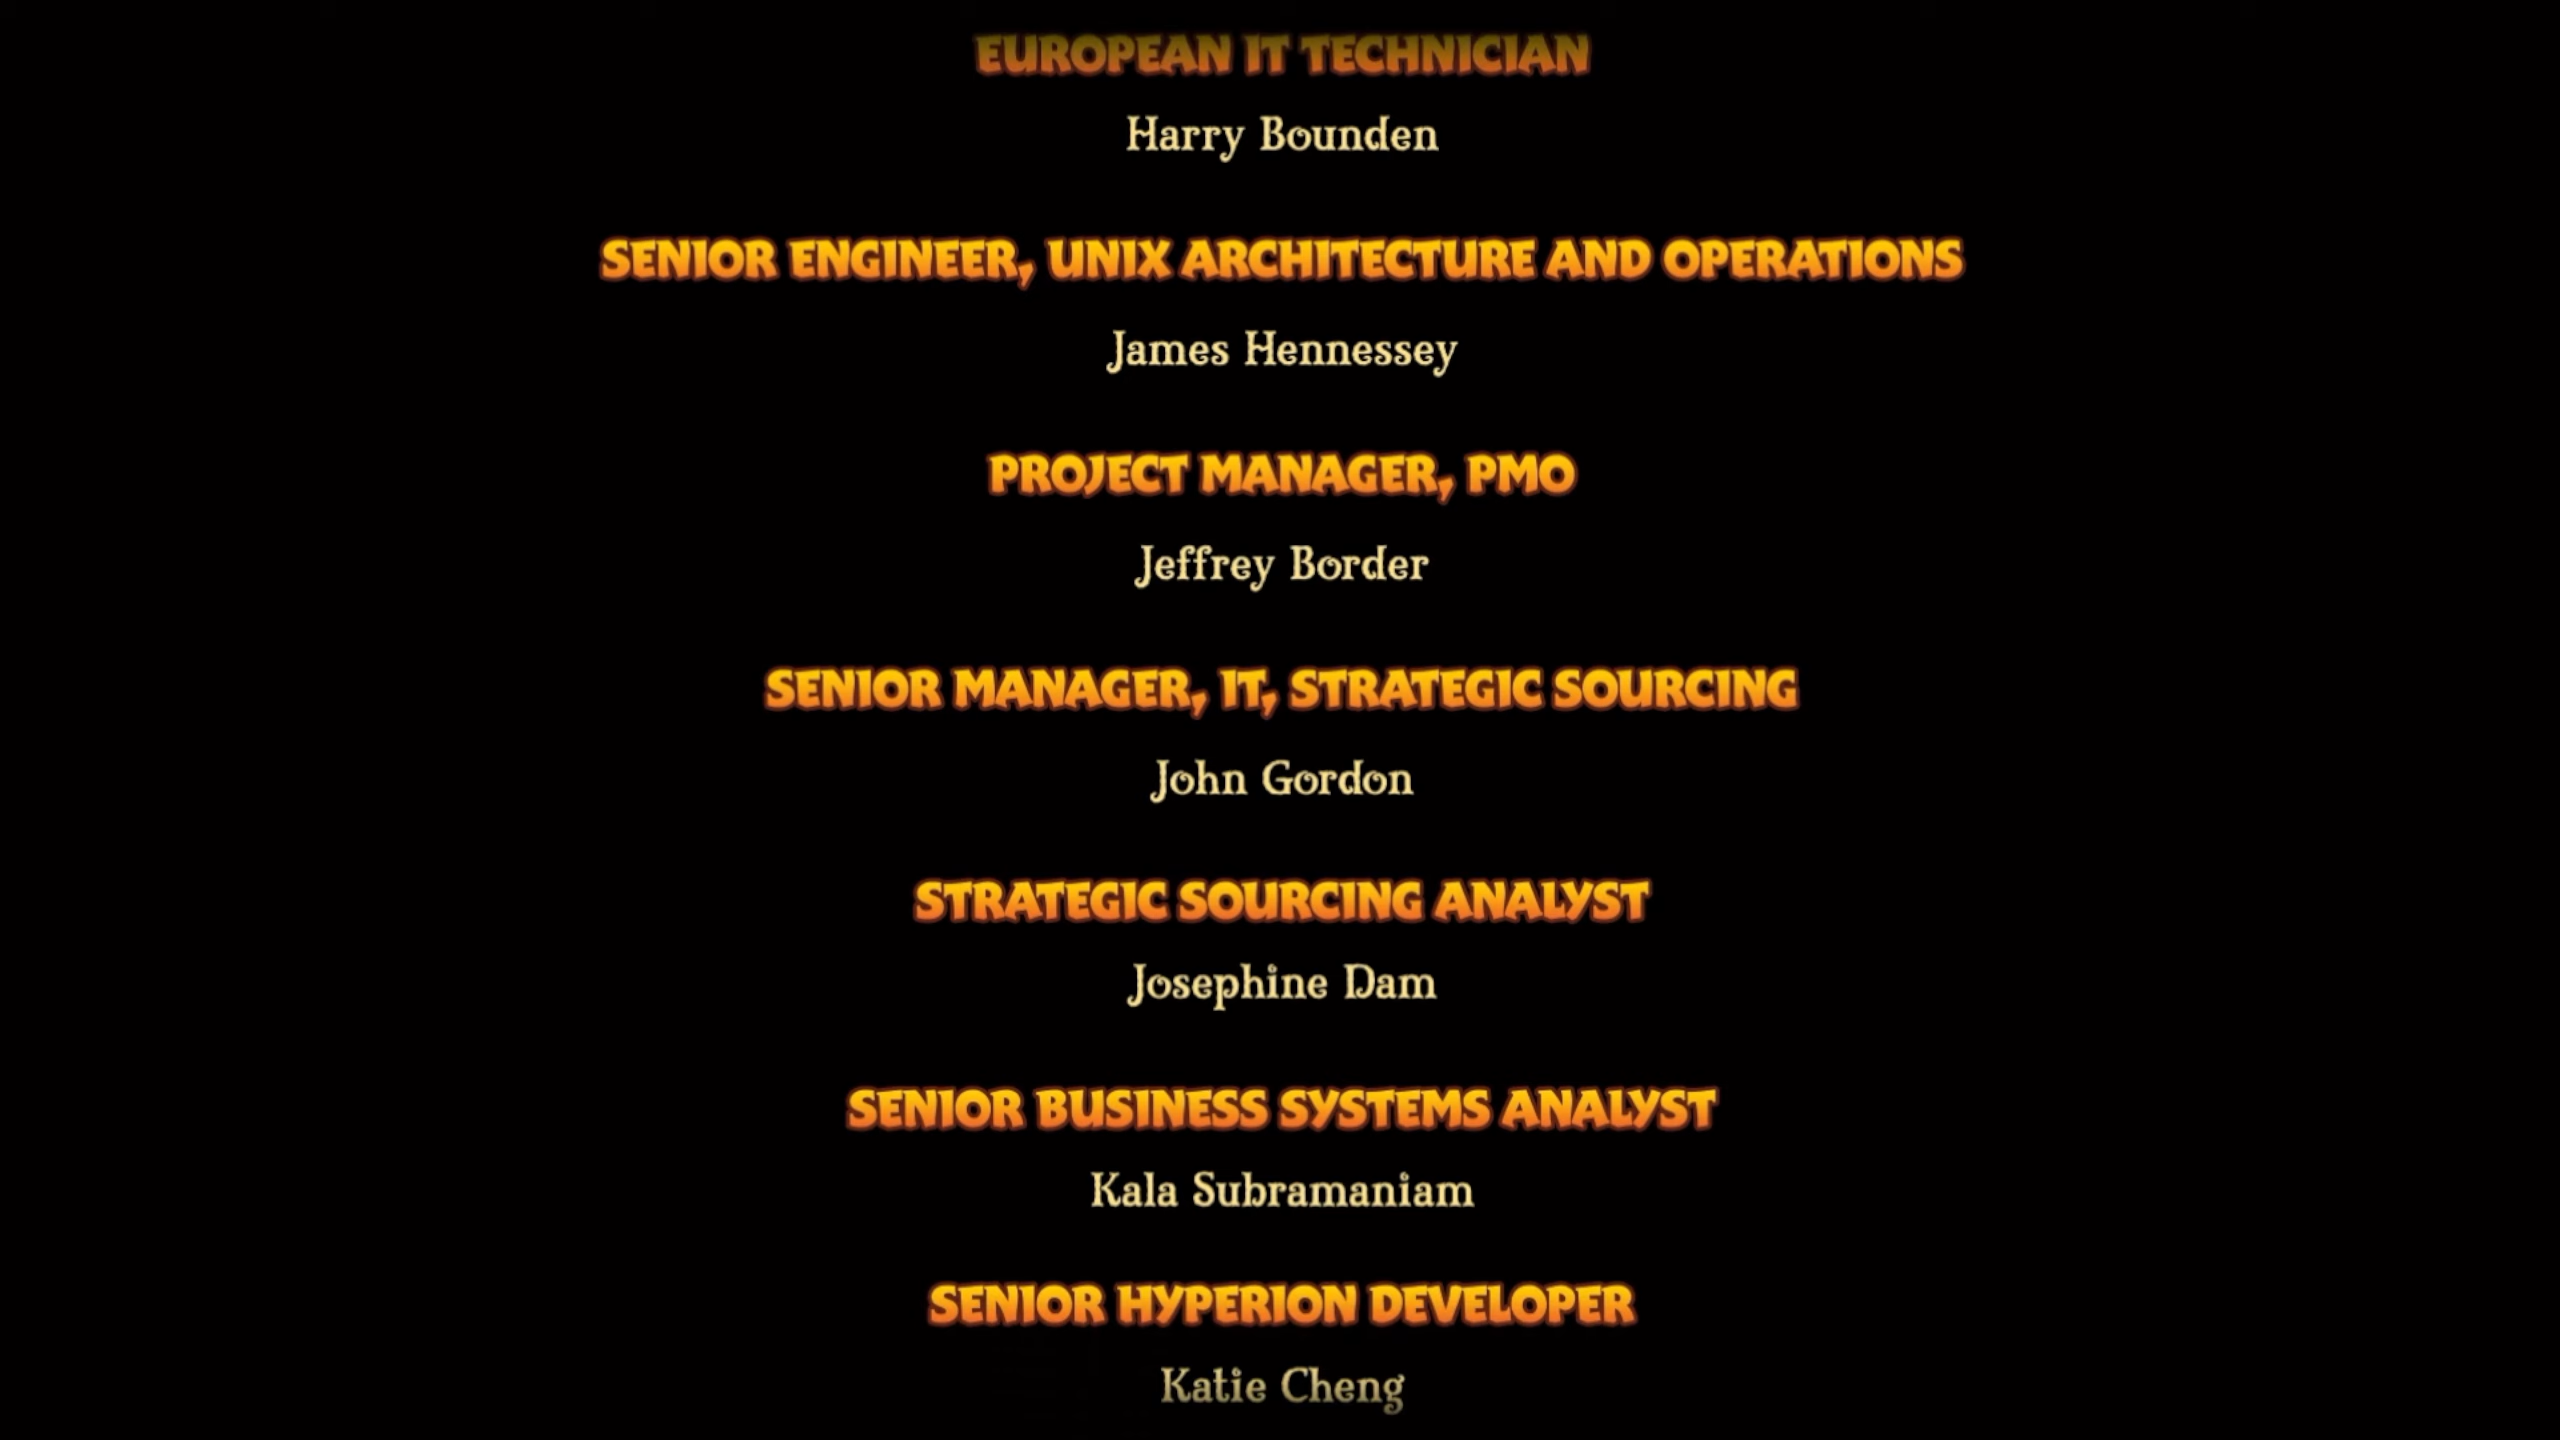 EUROPEAN IT TECHNICIAN
Harry Bounden
SENIOR ENGINEER, UNIX ARCHITECTURE AND OPERATIONS
James Hennessey
PROJECT MANAGER, PMO
Jeffrey Border
SENIOR MANAGER, IT, STRATEGIC SOURCING
John Gordon
STRATEGIC SOURCING ANALYST
Josephine Dam
SENIOR BUSINESS SYSTEMS ANALYST
Kala Subramaniam
SENIOR HYPERION DEVELOPER
Katie Cheng